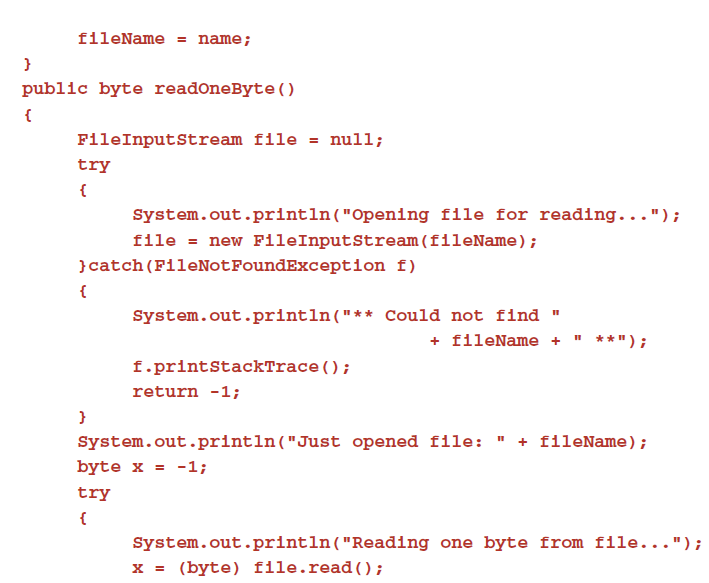 fileName = name;
}
public byte readOneByte()
{
FileInputStream file = null;
try
{
System.out.println("Opening file for reading...");
file = new FileInputStream(fileName);
}catch(FileNotFoundException f)
{
System.out.println("** Could not find "
+ fileName + " **");
f.printStackTrace();
return -1;
}
System.out.println("Just opened file: " + fileName);
byte x = -1;
try
{
System.out.println("Reading one byte from file...");
x = (byte) file.read();